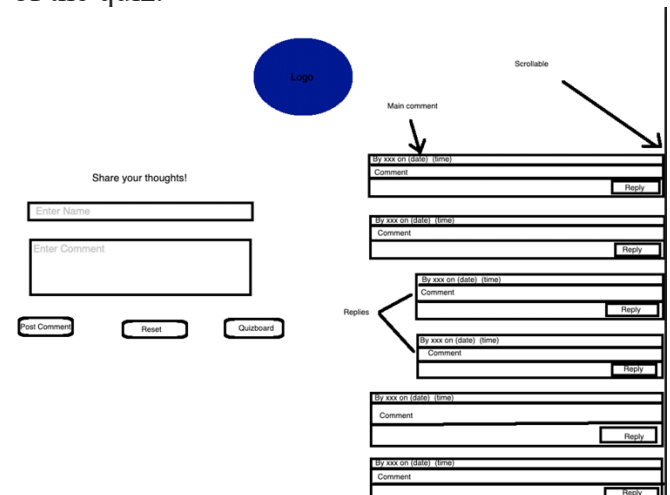 of the quiz.
Logo
Scrollable
Main comment
Share your thoughts!
Enter Name
Enter Comment
Post Comment
Reset
Quizboard
By xxx on (date) (time)
Comment
Reply
By xxx on (date) (time)
Comment
Reply
Replies
By xxx on (date) (time)
Comment
Reply
By xxx on (date) (time)
Comment
Reply
By xxx on (date) (time)
Comment
Reply
By xxx on (date) (time)
Comment
Reply